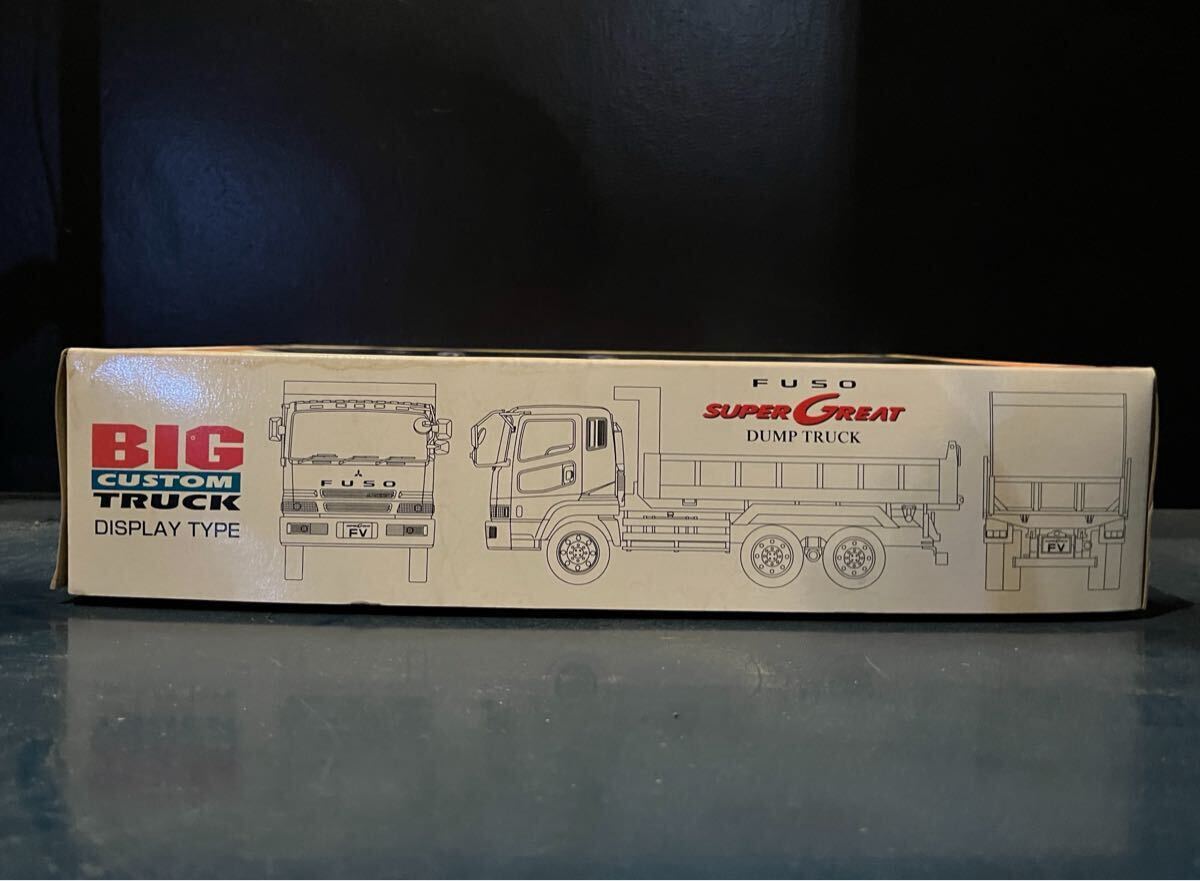 BIG
CUSTOM
TRUCK
DISPLAY TYPE
FUSO
FV
FUSO
SUPER GREAT
DUMP TRUCK
FV